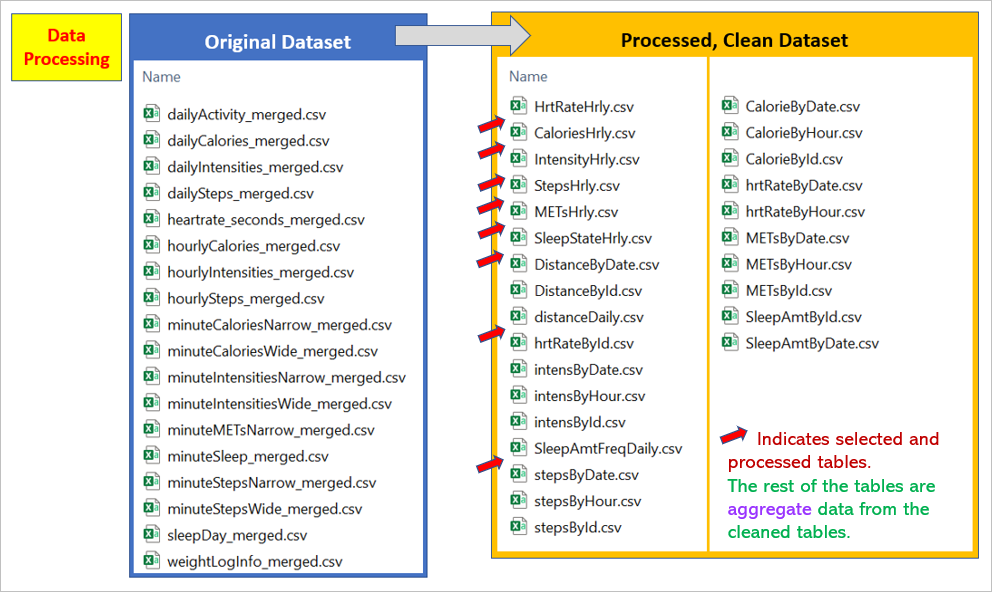 Data
Processing
Original Dataset
Name
dailyActivity_merged.csv
dailyCalories_merged.csv
dailyIntensities_merged.csv
dailySteps_merged.csv
heartrate_seconds_merged.csv
hourlyCalories_merged.csv
hourlyIntensities_merged.csv
hourlySteps_merged.csv
minuteCaloriesNarrow_merged.csv
minuteCaloriesWide_merged.csv
minuteIntensitiesNarrow_merged.csv
minuteIntensitiesWide_merged.csv
minuteMETsNarrow_merged.csv
minuteSleep_merged.csv
minuteStepsNarrow_merged.csv
minuteStepsWide_merged.csv
sleepDay_merged.csv
weightLogInfo_merged.csv
Processed, Clean Dataset
Name
HrtRateHrly.csv
CaloriesHrly.csv
IntensityHrly.csv
StepsHrly.csv
METsHrly.csv
SleepStateHrly.csv
DistanceByDate.csv
DistanceById.csv
distanceDaily.csv
hrtRateById.csv
intensByDate.csv
intensByHour.csv
intensById.csv
SleepAmtFreqDaily.csv
stepsByDate.csv
stepsByHour.csv
stepsById.csv
CalorieByDate.csv
CalorieByHour.csv
CalorieById.csv
hrtRateByDate.csv
hrtRateByHour.csv
METsByDate.csv
METsByHour.csv
METsById.csv
SleepAmtById.csv
SleepAmtByDate.csv
Indicates selected and
processed tables.
The rest of the tables are
aggregate data from the
cleaned tables.